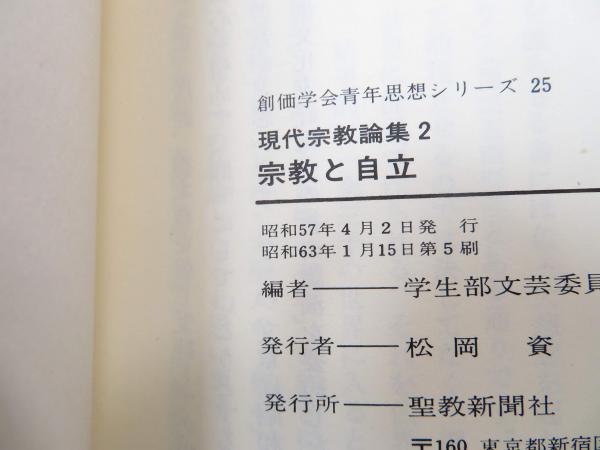 創価学会青年思想シリーズ 25
現代宗教論集2
宗教と自立
昭和57年4月2日発 行
昭和63年1月15日第5刷
編者――学生部文芸委員
発行者――松 岡 資
発行所――聖教新聞社
〒160 東京都新宿区